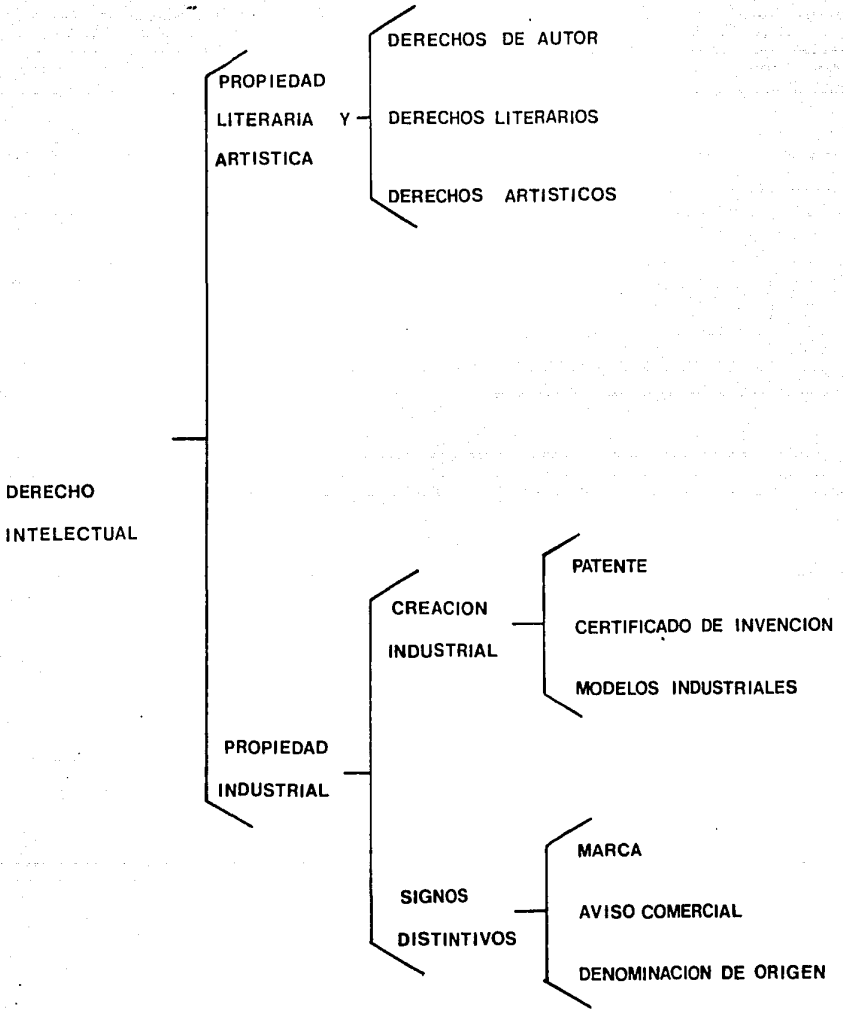 DERECHO
INTELECTUAL
PROPIEDAD
LITERARIA Y
ARTISTICA
DERECHOS DE AUTOR
DERECHOS LITERARIOS
DERECHOS ARTISTICOS
PROPIEDAD
INDUSTRIAL
CREACION
INDUSTRIAL
PATENTE
CERTIFICADO DE INVENCION
MODELOS INDUSTRIALES
SIGNOS
DISTINTIVOS
MARCA
AVISO COMERCIAL
DENOMINACION DE ORIGEN